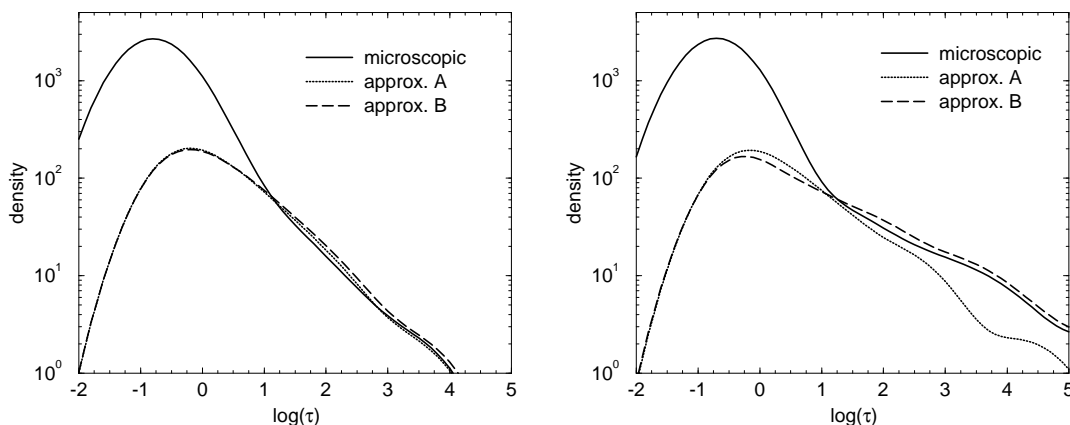 microscopic
approx. A
approx. B
density
10^3
10^2
10^1
10^0
-2 -1 0 1 2 3 4 5
log(τ)
microscopic
approx. A
approx. B
density
10^3
10^2
10^1
10^0
-2 -1 0 1 2 3 4 5
log(τ)